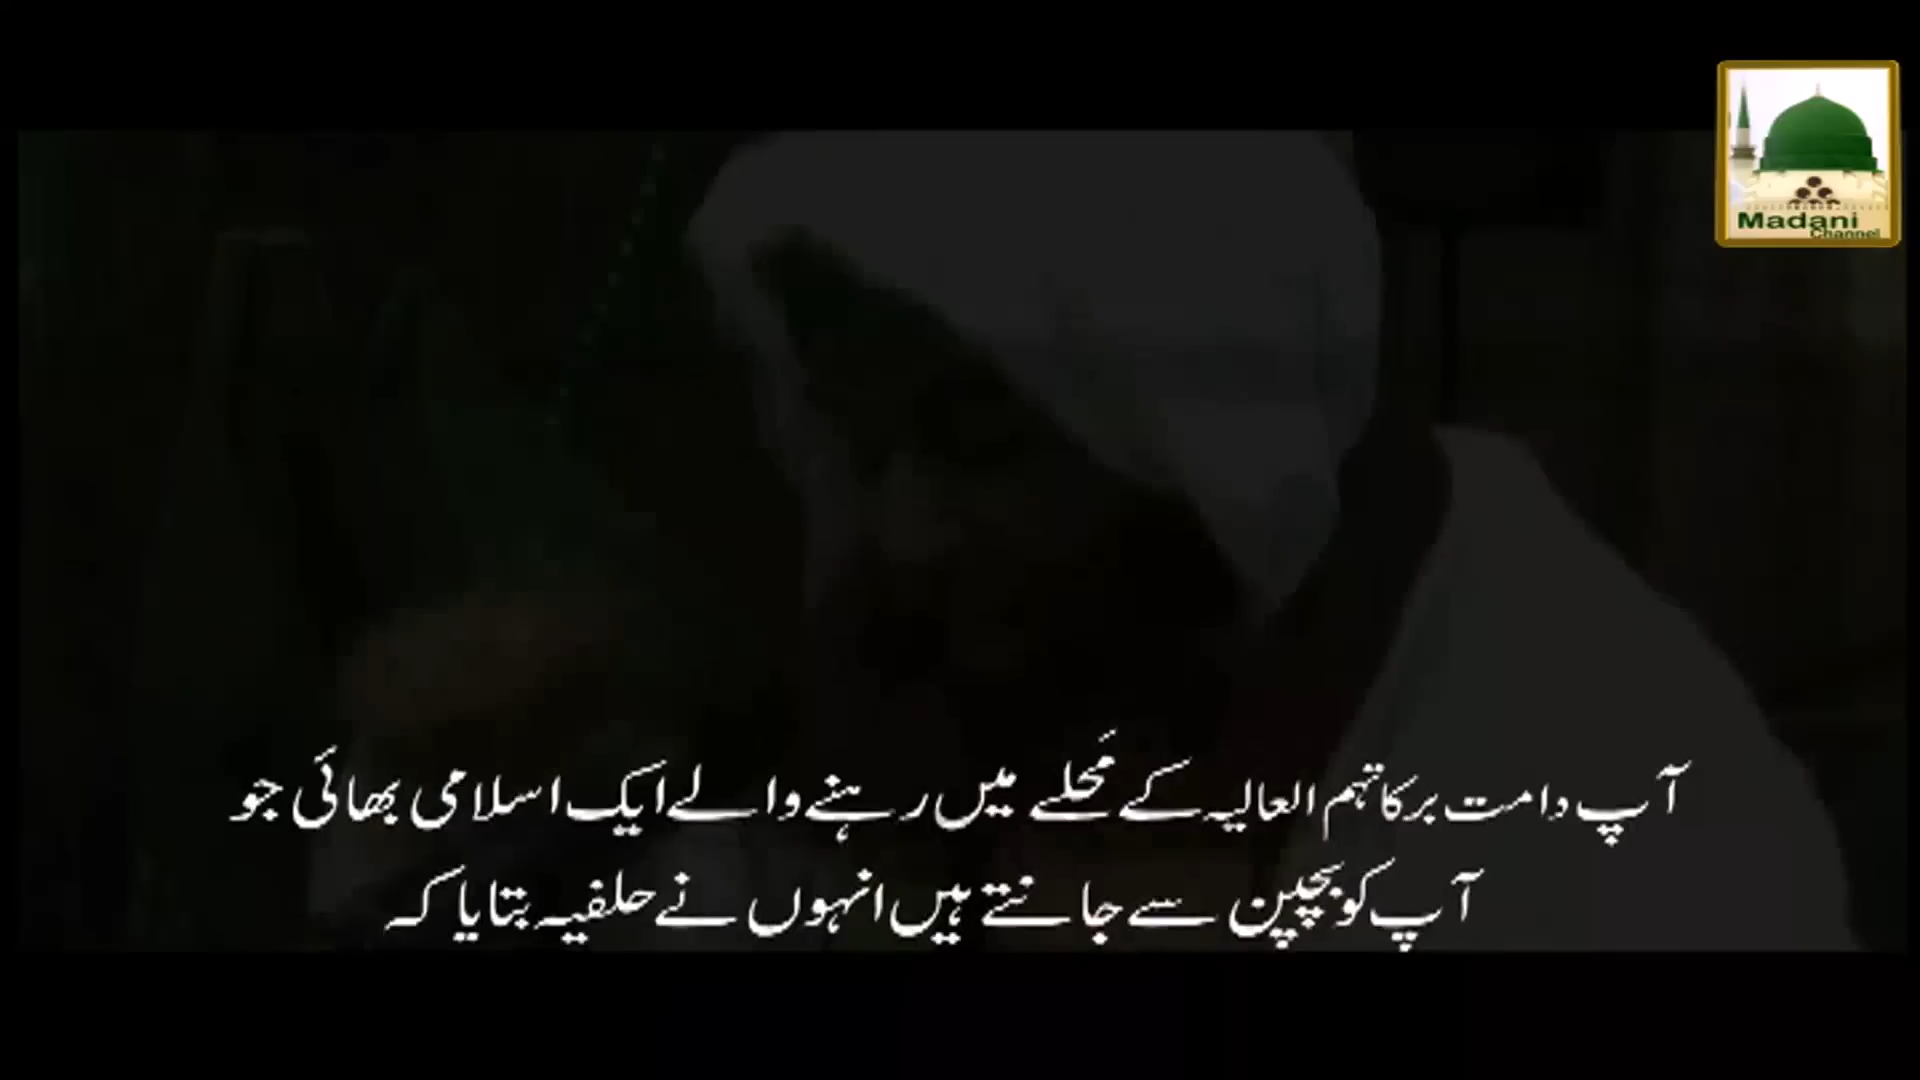 Madani
Channel
آپ دامت برکاتہم العالیہ کے مَحلے میں رہنے والے ایک اسلامی بھائی جو
آپ کو بچپن سے جانتے ہیں انہوں نے حلفیہ بتایا کہ